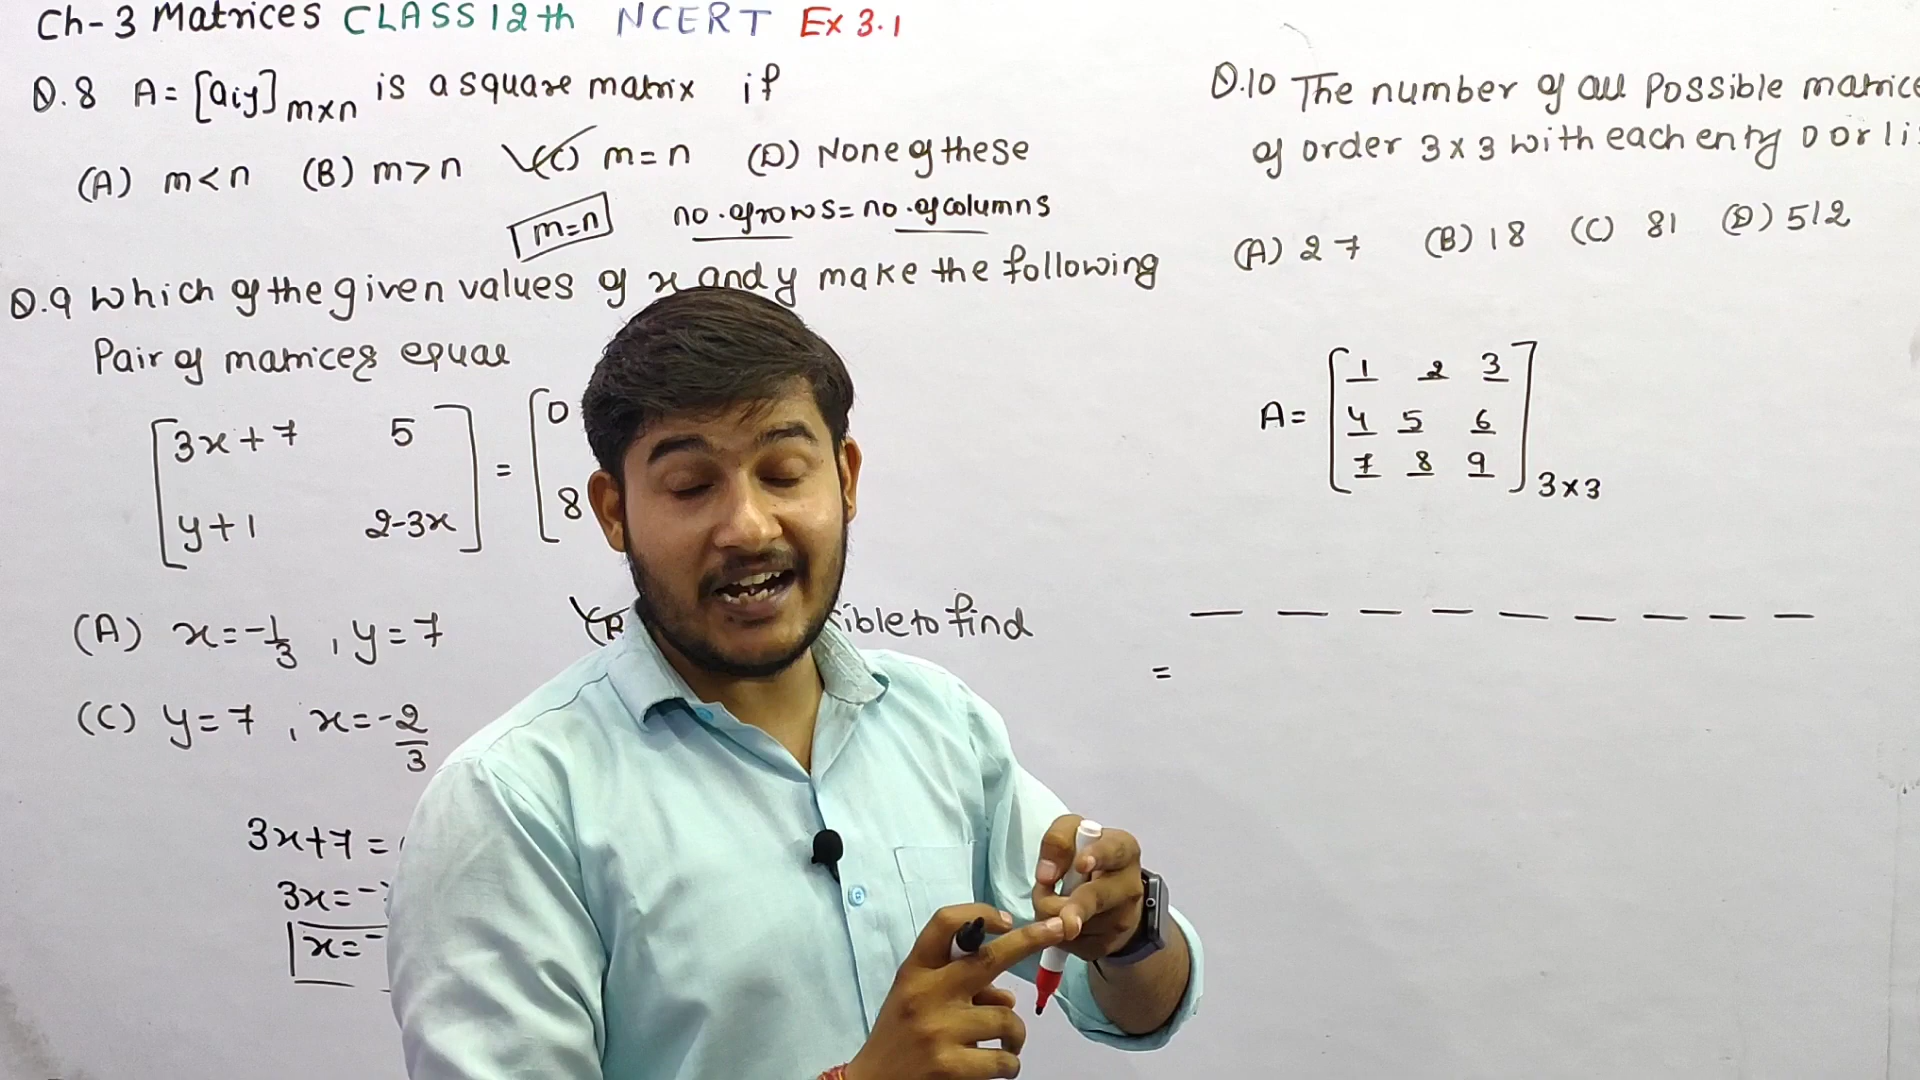 Ch-3 Matrices CLASS 12th NCERT Ex 3.1
Q.8 A = [aij] m×n is a square matrix if
(A) m<n (B) m>n (C) m=n (D) None of these
m=n no. of rows = no. of columns
Q.9 Which of the given values of x and y make the following
Pair of matrices equal
[3x+7 5
y+1 2-3x] = [0
8
(A) x=-1/3 , y=7
ible to find
(C) y=7 , x=-2/3
3x+7 =
3x=-
x=-
Q.10 The number of all Possible matrice
of order 3×3 with each entry 0 or 1 i
(A) 27 (B) 18 (C) 81 (D) 512
A= [1 2 3
4 5 6
7 8 9] 3×3
_ _ _ _ _ _ _ _ _
=